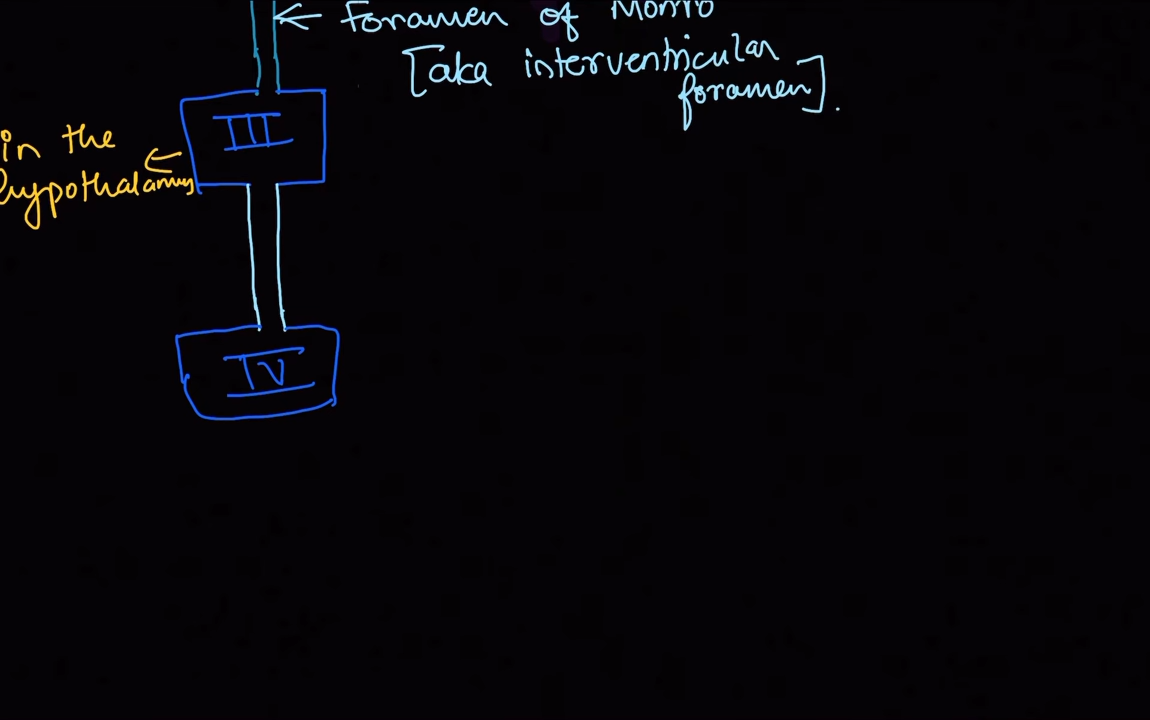 Foramen of Monro
[aka interventricular
foramen].
III
in the
hypothalamus
IV